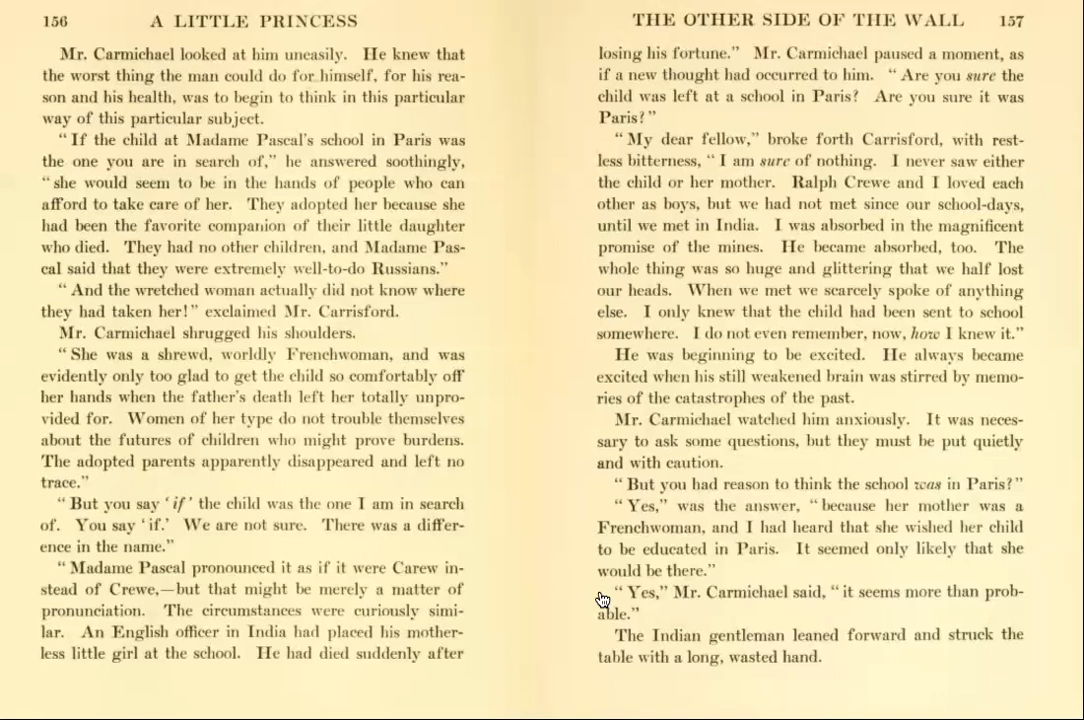 156 A LITTLE PRINCESS
Mr. Carmichael looked at him uneasily. He knew that
the worst thing the man could do for himself, for his rea-
son and his health, was to begin to think in this particular
way of this particular subject.
“ If the child at Madame Pascal’s school in Paris was
the one you are in search of,” he answered soothingly,
“ she would seem to be in the hands of people who can
afford to take care of her. They adopted her because she
had been the favorite companion of their little daughter
who died. They had no other children, and Madame Pas-
cal said that they were extremely well-to-do Russians.”
“ And the wretched woman actually did not know where
they had taken her! ” exclaimed Mr. Carrisford.
Mr. Carmichael shrugged his shoulders.
“ She was a shrewd, worldly Frenchwoman, and was
evidently only too glad to get the child so comfortably off
her hands when the father’s death left her totally unpro-
vided for. Women of her type do not trouble themselves
about the futures of children who might prove burdens.
The adopted parents apparently disappeared and left no
trace.”
“ But you say ‘ if ’ the child was the one I am in search
of. You say ‘ if.’ We are not sure. There was a differ-
ence in the name.”
“ Madame Pascal pronounced it as if it were Carew in-
stead of Crewe,—but that might be merely a matter of
pronunciation. The circumstances were curiously simi-
lar. An English officer in India had placed his mother-
less little girl at the school. He had died suddenly after
THE OTHER SIDE OF THE WALL 157
losing his fortune.” Mr. Carmichael paused a moment, as
if a new thought had occurred to him. “ Are you sure the
child was left at a school in Paris? Are you sure it was
Paris? ”
“ My dear fellow,” broke forth Carrisford, with rest-
less bitterness, “ I am sure of nothing. I never saw either
the child or her mother. Ralph Crewe and I loved each
other as boys, but we had not met since our school-days,
until we met in India. I was absorbed in the magnificent
promise of the mines. He became absorbed, too. The
whole thing was so huge and glittering that we half lost
our heads. When we met we scarcely spoke of anything
else. I only knew that the child had been sent to school
somewhere. I do not even remember, now, how I knew it.”
He was beginning to be excited. He always became
excited when his still weakened brain was stirred by memo-
ries of the catastrophes of the past.
Mr. Carmichael watched him anxiously. It was neces-
sary to ask some questions, but they must be put quietly
and with caution.
“ But you had reason to think the school was in Paris? ”
“ Yes,” was the answer, “ because her mother was a
Frenchwoman, and I had heard that she wished her child
to be educated in Paris. It seemed only likely that she
would be there.”
“ Yes,” Mr. Carmichael said, “ it seems more than prob-
able.”
The Indian gentleman leaned forward and struck the
table with a long, wasted hand.